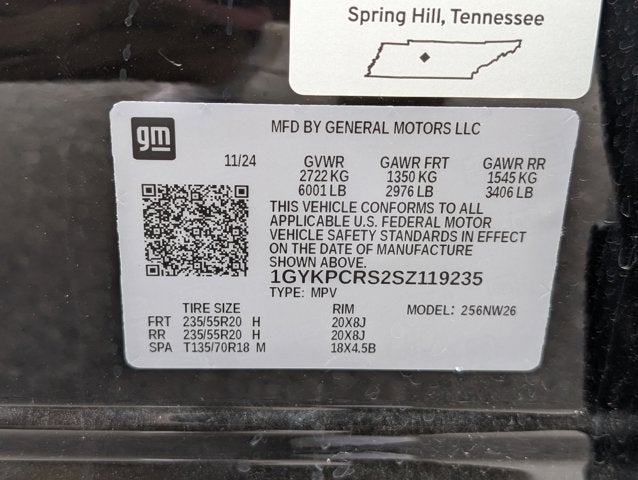 Spring Hill, Tennessee
gm
MFD BY GENERAL MOTORS LLC
11/24 GVWR GAWR FRT GAWR RR
2722 KG 1350 KG 1545 KG
6001 LB 2976 LB 3406 LB
THIS VEHICLE CONFORMS TO ALL
APPLICABLE U.S. FEDERAL MOTOR
VEHICLE SAFETY STANDARDS IN EFFECT
ON THE DATE OF MANUFACTURE
SHOWN ABOVE.
1GYKPCRS2SZ119235
TYPE: MPV
TIRE SIZE RIM MODEL: 256NW26
FRT 235/55R20 H 20X8J
RR 235/55R20 H 20X8J
SPA T135/70R18 M 18X4.5B